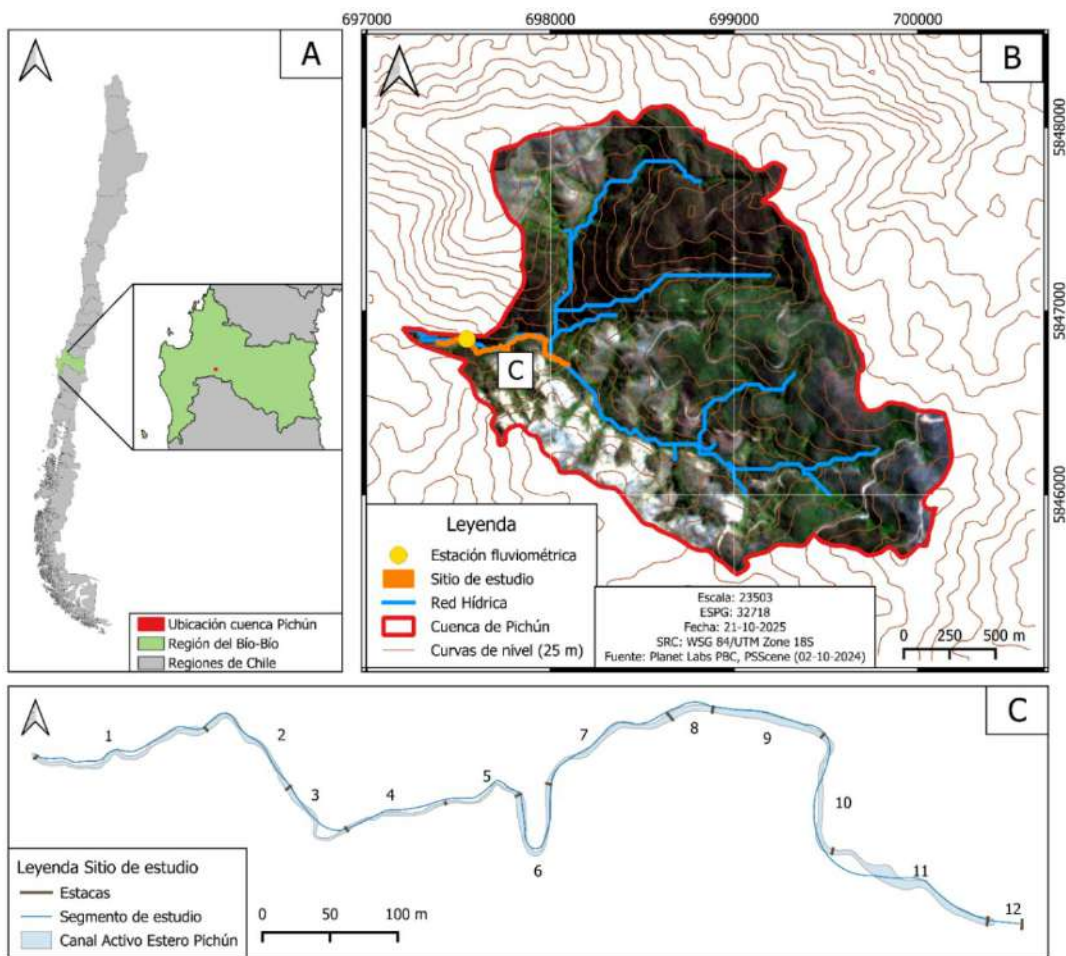 A
Ubicación cuenca Pichún
Región del Bío-Bío
Regiones de Chile
697000
698000
699000
700000
B
5848000
5847000
5846000
C
Leyenda
Estación fluviométrica
Sitio de estudio
Red Hídrica
Cuenca de Pichún
Curvas de nivel (25 m)
Escala: 23503
ESPG: 32718
Fecha: 21-10-2025
SRC: WSG 84/UTM Zone 18S
Fuente: Planet Labs PBC, PSScene (02-10-2024)
0 250 500 m
C
1
2
3
4
5
6
7
8
9
10
11
12
Leyenda Sitio de estudio
Estacas
Segmento de estudio
Canal Activo Estero Pichún
0 50 100 m